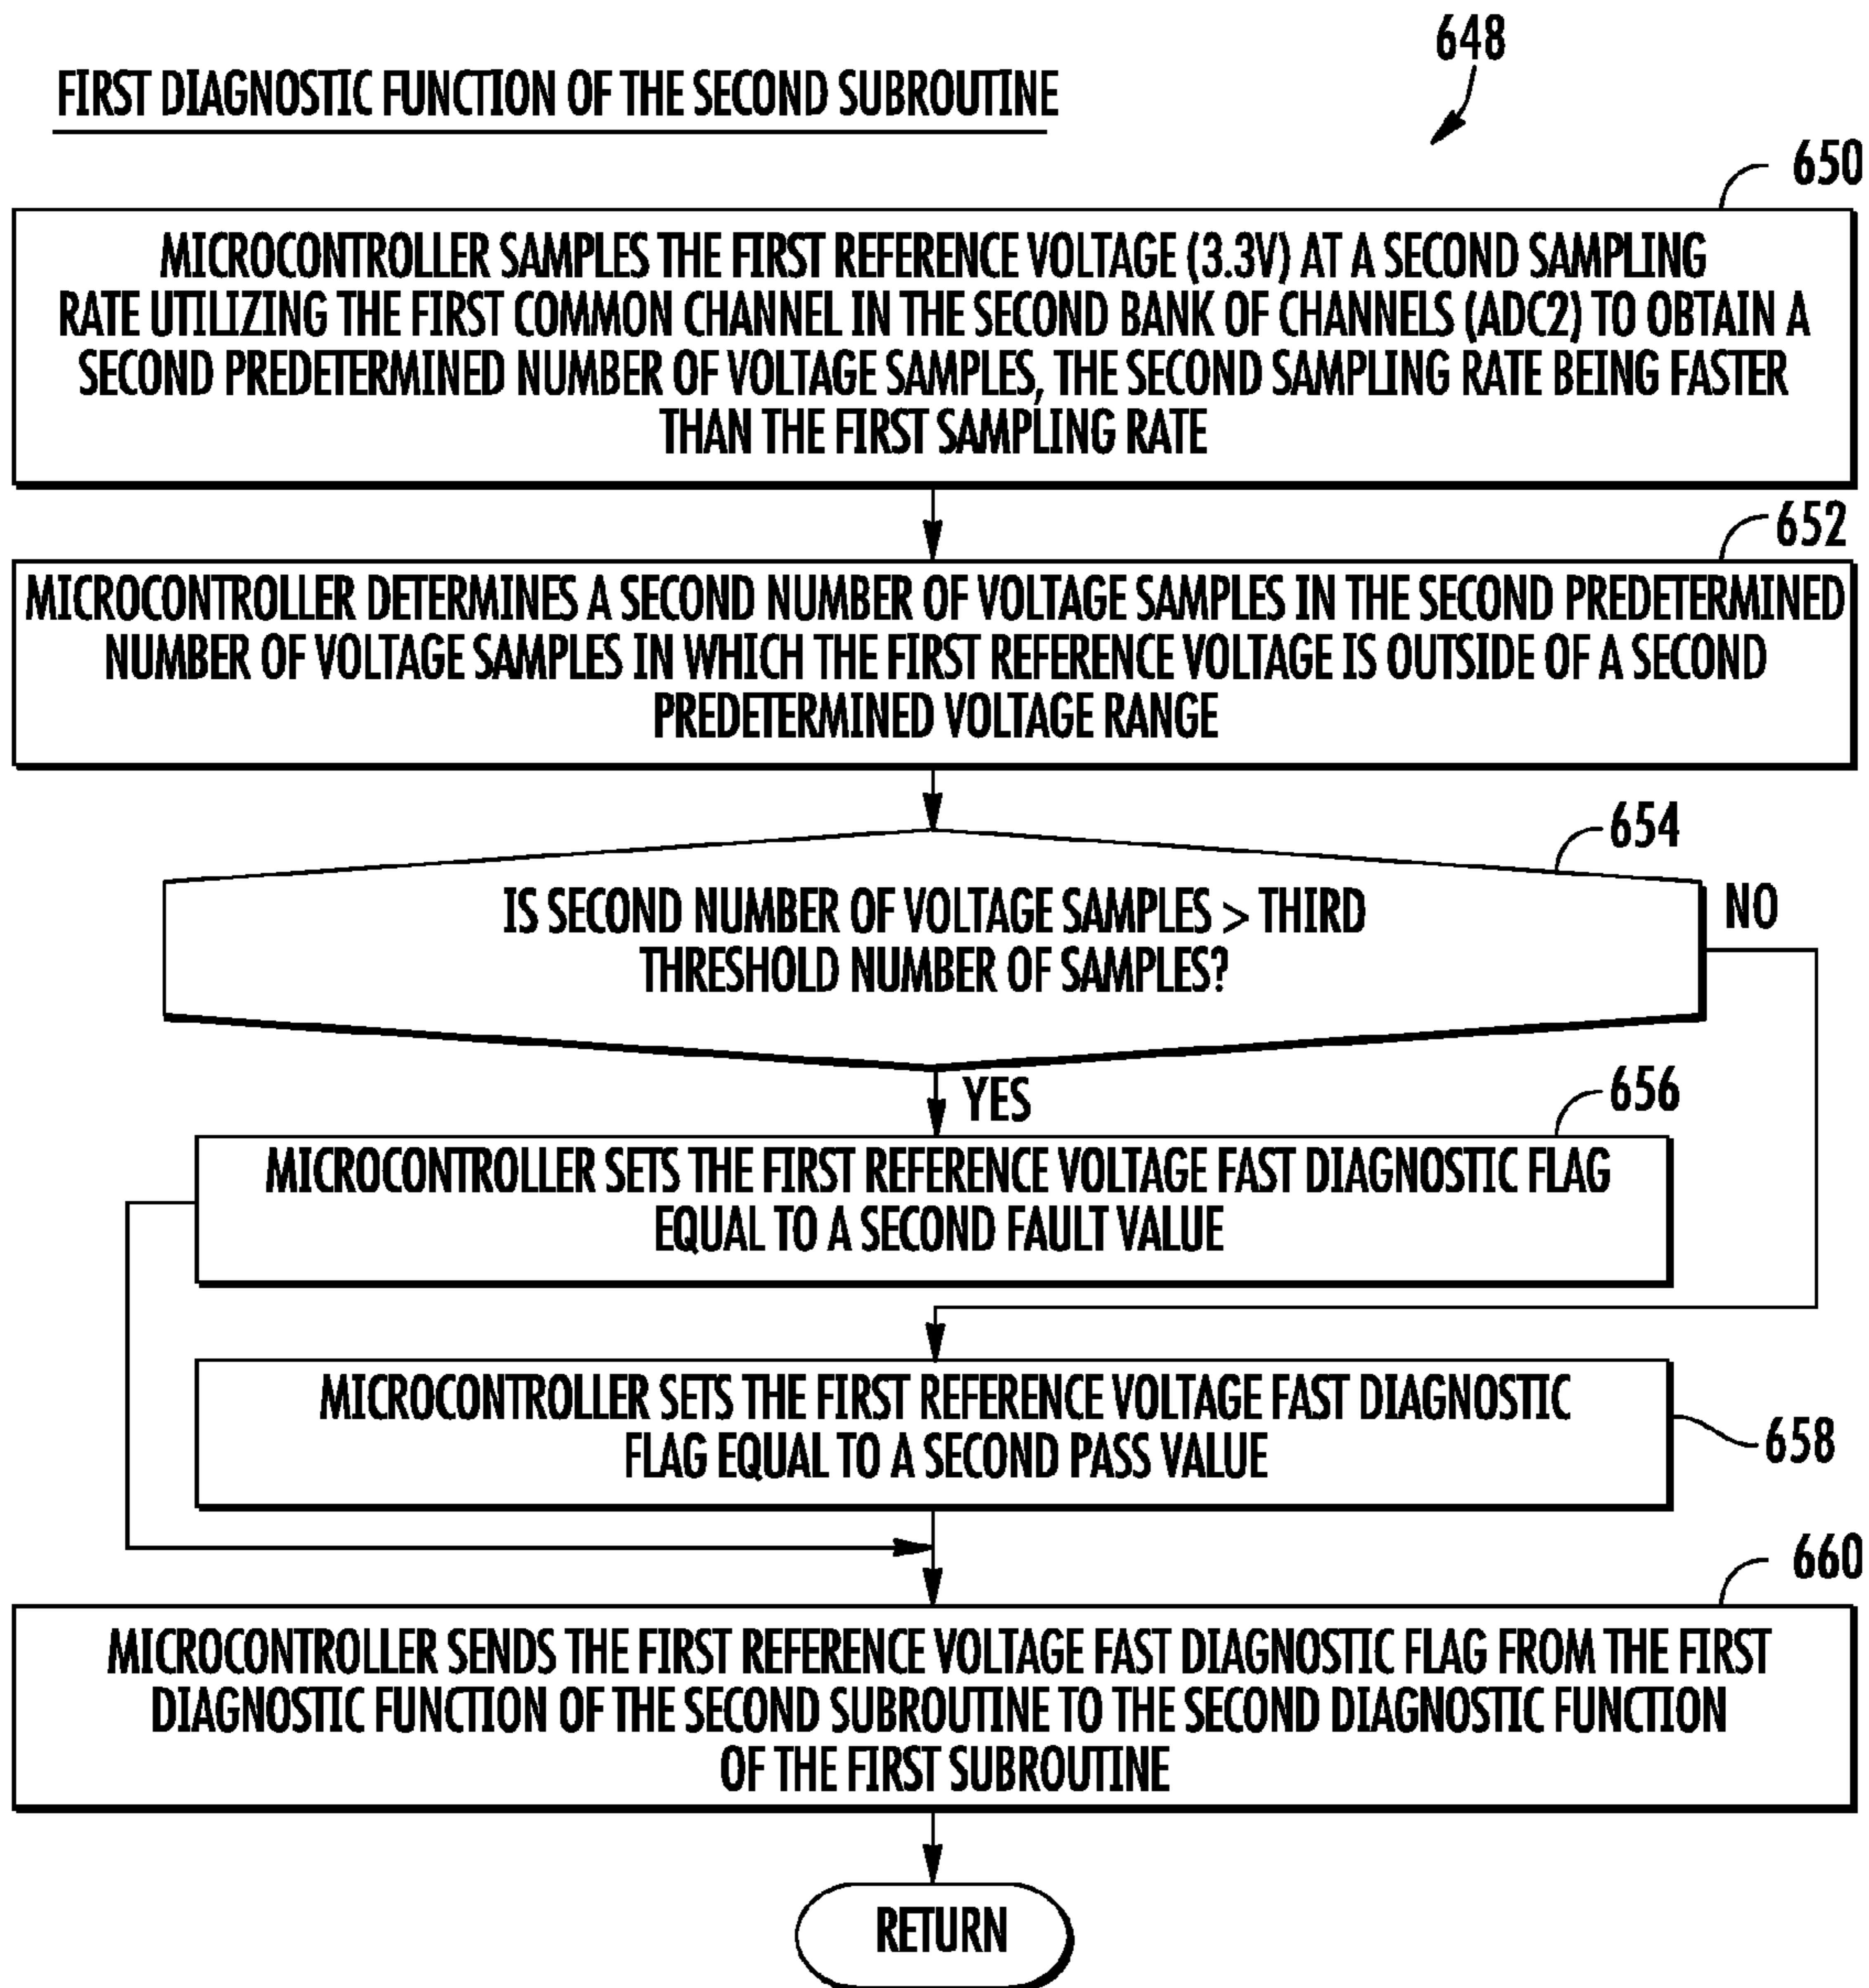 648
FIRST DIAGNOSTIC FUNCTION OF THE SECOND SUBROUTINE
650
MICROCONTROLLER SAMPLES THE FIRST REFERENCE VOLTAGE (3.3V) AT A SECOND SAMPLING
RATE UTILIZING THE FIRST COMMON CHANNEL IN THE SECOND BANK OF CHANNELS (ADC2) TO OBTAIN A
SECOND PREDETERMINED NUMBER OF VOLTAGE SAMPLES, THE SECOND SAMPLING RATE BEING FASTER
THAN THE FIRST SAMPLING RATE
652
MICROCONTROLLER DETERMINES A SECOND NUMBER OF VOLTAGE SAMPLES IN THE SECOND PREDETERMINED
NUMBER OF VOLTAGE SAMPLES IN WHICH THE FIRST REFERENCE VOLTAGE IS OUTSIDE OF A SECOND
PREDETERMINED VOLTAGE RANGE
654
IS SECOND NUMBER OF VOLTAGE SAMPLES > THIRD
THRESHOLD NUMBER OF SAMPLES?
NO
YES
656
MICROCONTROLLER SETS THE FIRST REFERENCE VOLTAGE FAST DIAGNOSTIC FLAG
EQUAL TO A SECOND FAULT VALUE
MICROCONTROLLER SETS THE FIRST REFERENCE VOLTAGE FAST DIAGNOSTIC
FLAG EQUAL TO A SECOND PASS VALUE
658
660
MICROCONTROLLER SENDS THE FIRST REFERENCE VOLTAGE FAST DIAGNOSTIC FLAG FROM THE FIRST
DIAGNOSTIC FUNCTION OF THE SECOND SUBROUTINE TO THE SECOND DIAGNOSTIC FUNCTION
OF THE FIRST SUBROUTINE
RETURN